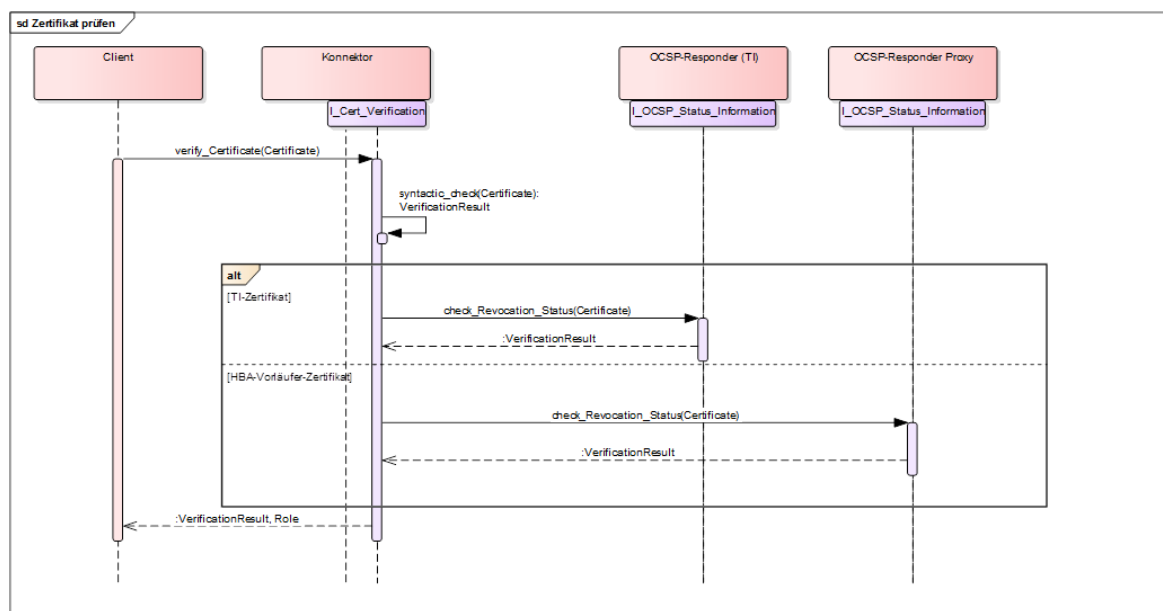 sd Zertifikat prüfen
Client
Konnektor
OCSP-Responder (TI)
OCSP-Responder Proxy
I_Cert_Verification
I_OCSP_Status_Information
I_OCSP_Status_Information
verify_Certificate(Certificate)
syntactic_check(Certificate):
VerificationResult
alt
[TI-Zertifikat]
check_Revocation_Status(Certificate)
:VerificationResult
[HBA-Vorläufer-Zertifikat]
check_Revocation_Status(Certificate)
:VerificationResult
:VerificationResult, Role